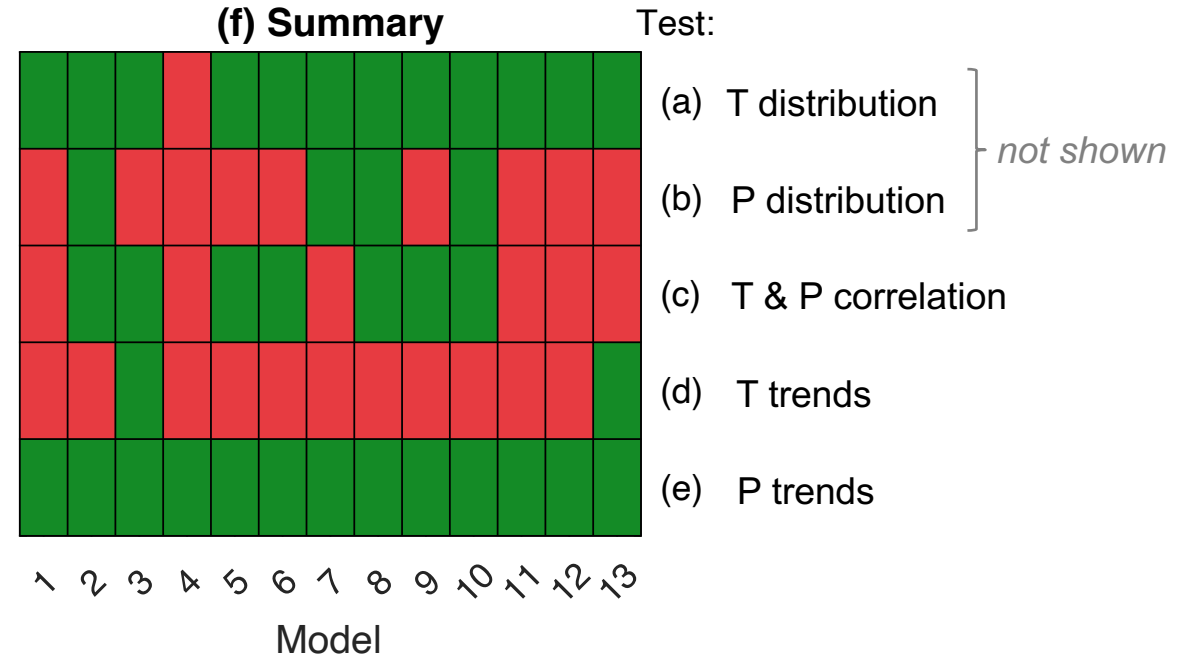 (f) Summary
Test:
(a) T distribution
(b) P distribution
not shown
(c) T & P correlation
(d) T trends
(e) P trends
1 2 3 4 5 6 7 8 9 10 11 12 13
Model